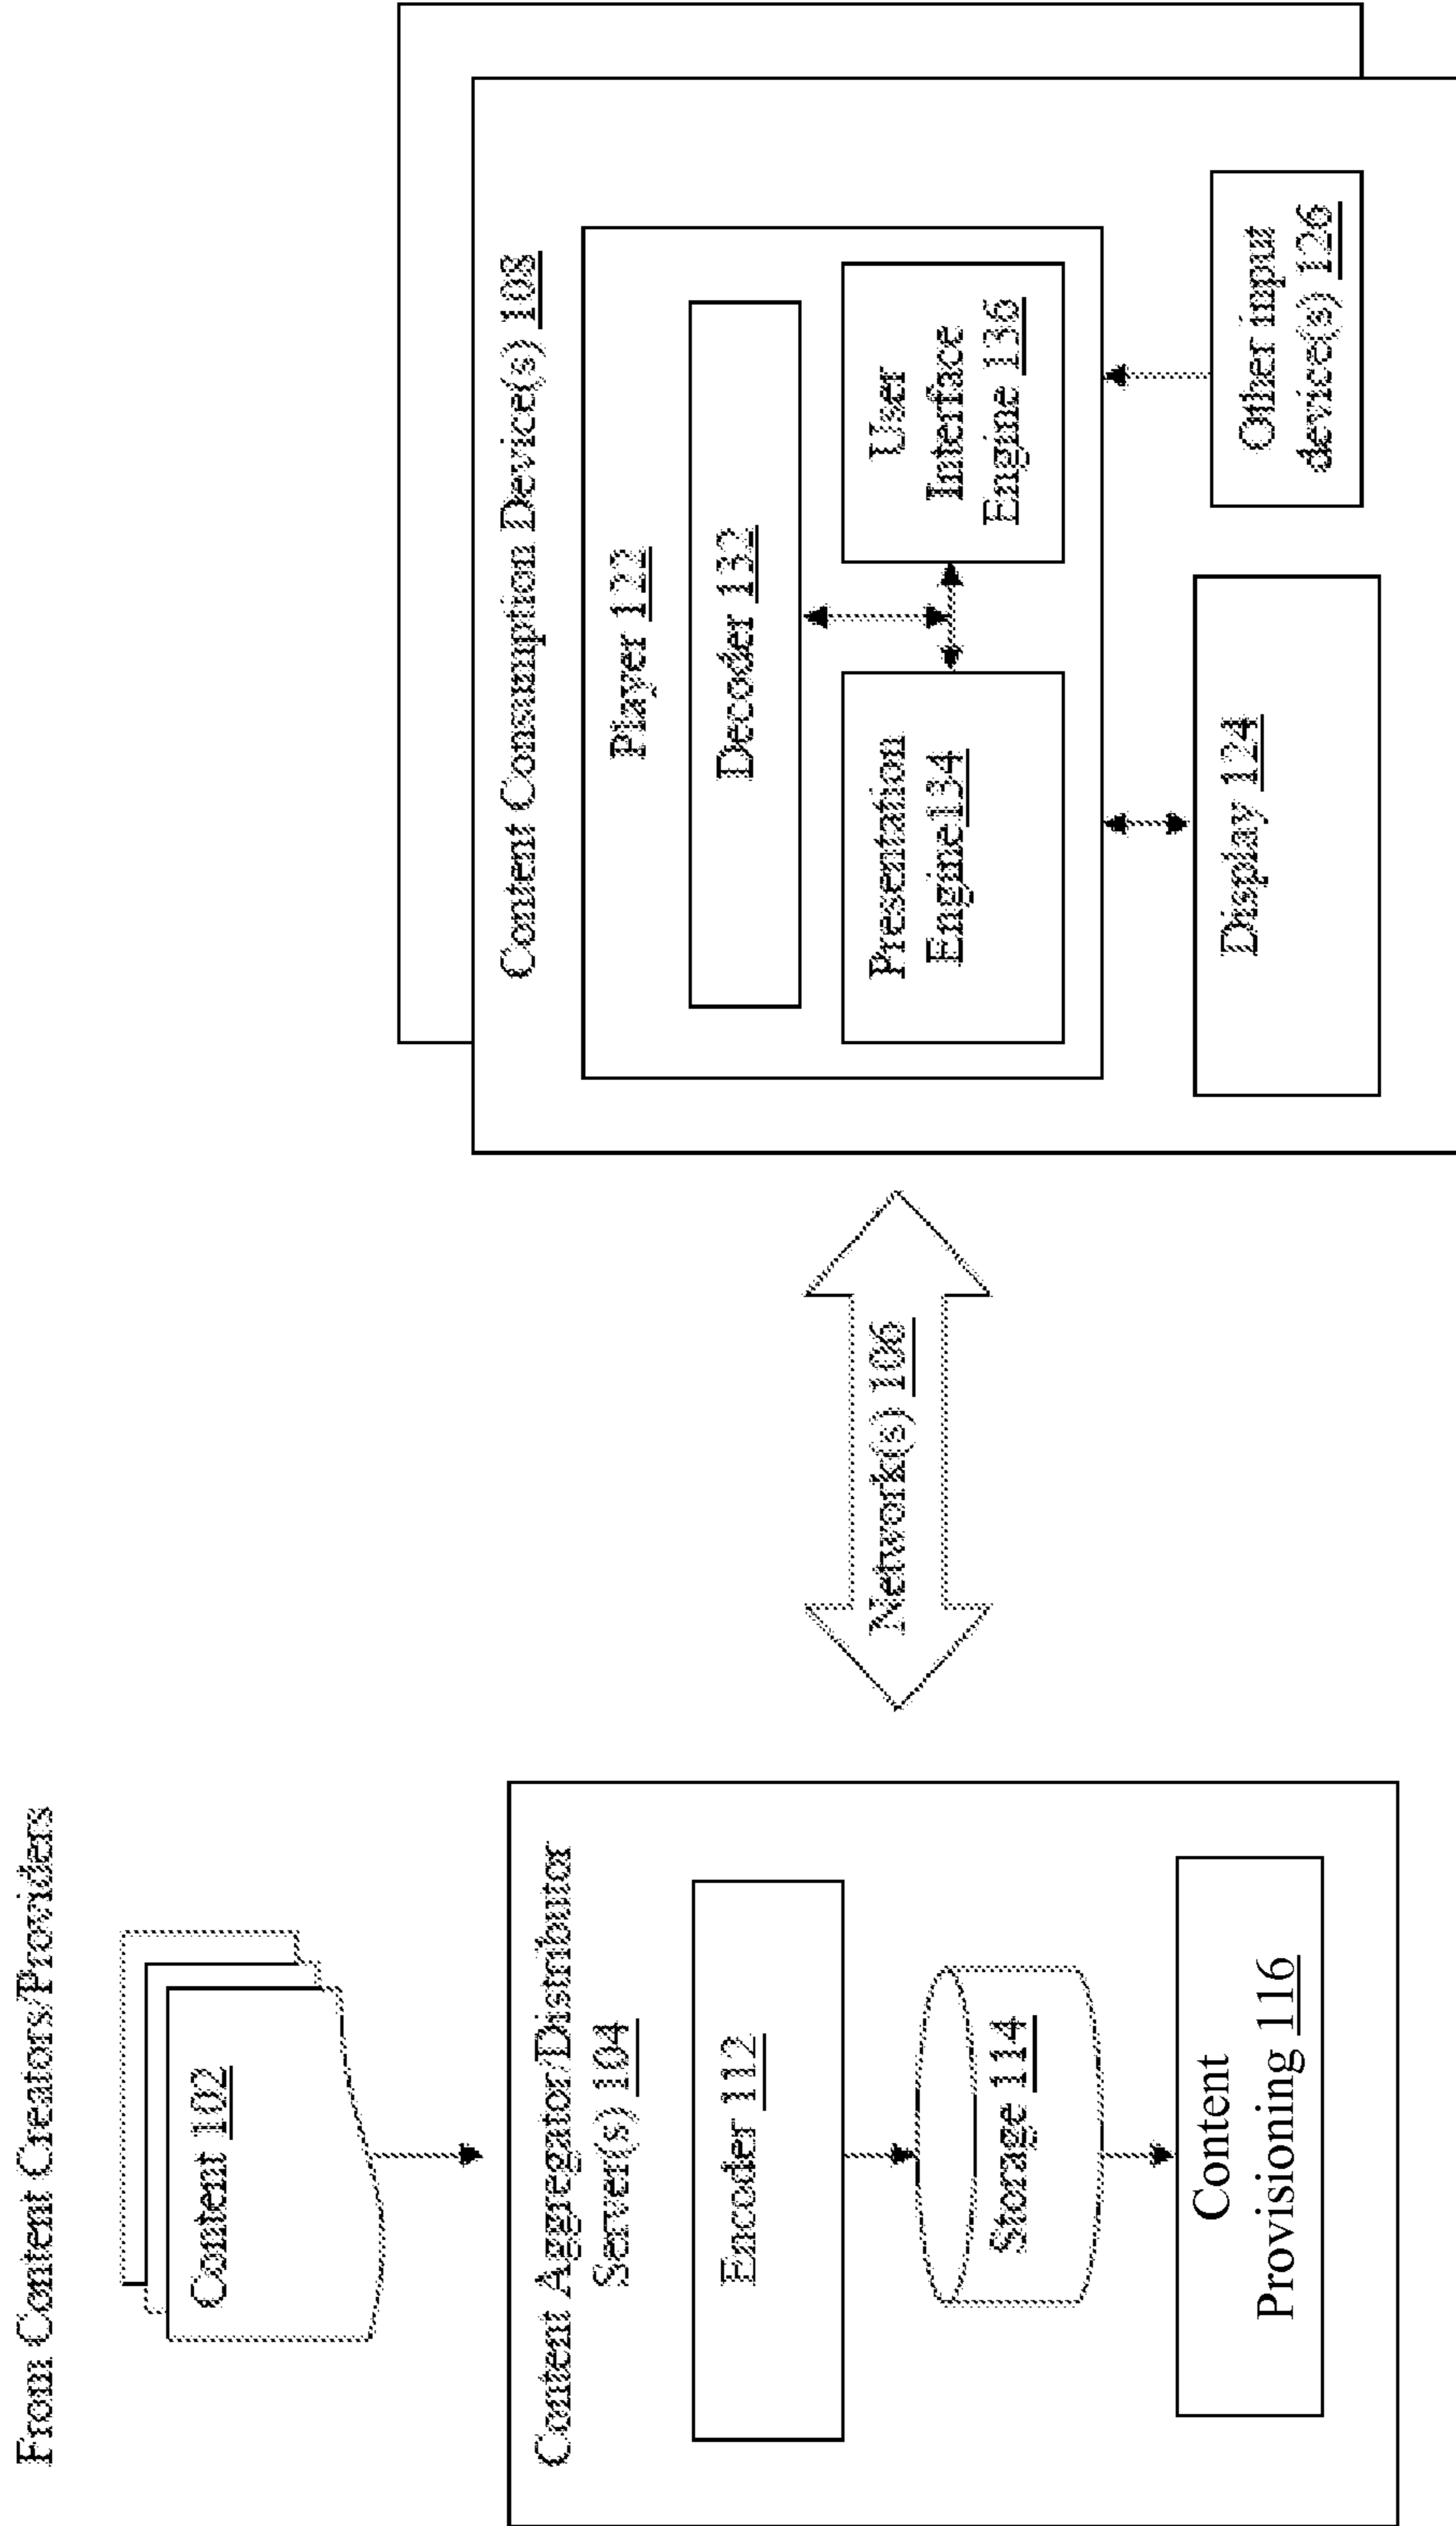 From Content Creators/Providers
Content 102
Content Aggregator/Distributor
Server(s) 104
Encoder 112
Storage 114
Content
Provisioning 116
Network(s) 106
Content Consumption Device(s) 108
Player 122
Decoder 132
Presentation
Engine134
User
Interface
Engine 136
Display 124
Other input
device(s) 126